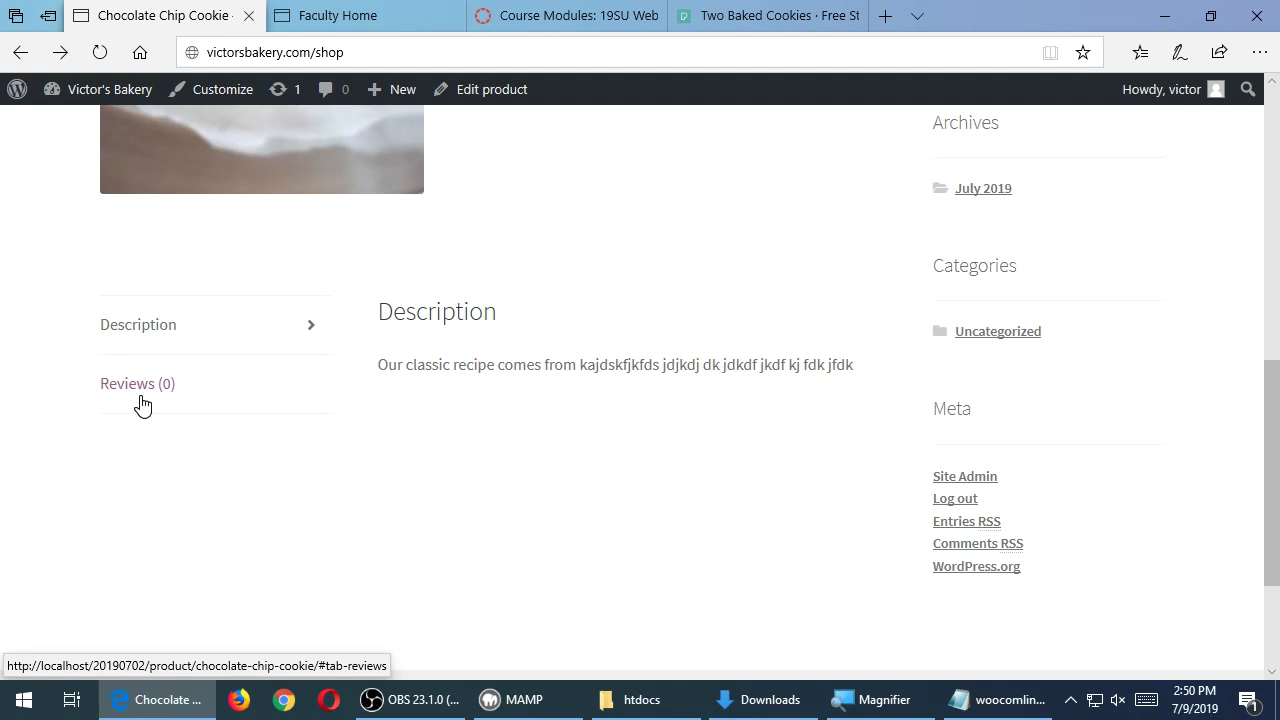 Chocolate Chip Cookie
Faculty Home
Course Modules: 19SU Web
Two Baked Cookies · Free St
victorsbakery.com/shop
Victor's Bakery
Customize
1
0
New
Edit product
Howdy, victor
Archives
July 2019
Categories
Uncategorized
Description
Description
Our classic recipe comes from kajdskfjkfds jdjkdj dk jdkdf jkdf kj fdk jfdk
Reviews (0)
Meta
Site Admin
Log out
Entries RSS
Comments RSS
WordPress.org
http://localhost/20190702/product/chocolate-chip-cookie/#tab-reviews
Chocolate ...
OBS 23.1.0 (...
MAMP
htdocs
Downloads
Magnifier
woocomlin...
2:50 PM
7/9/2019
1